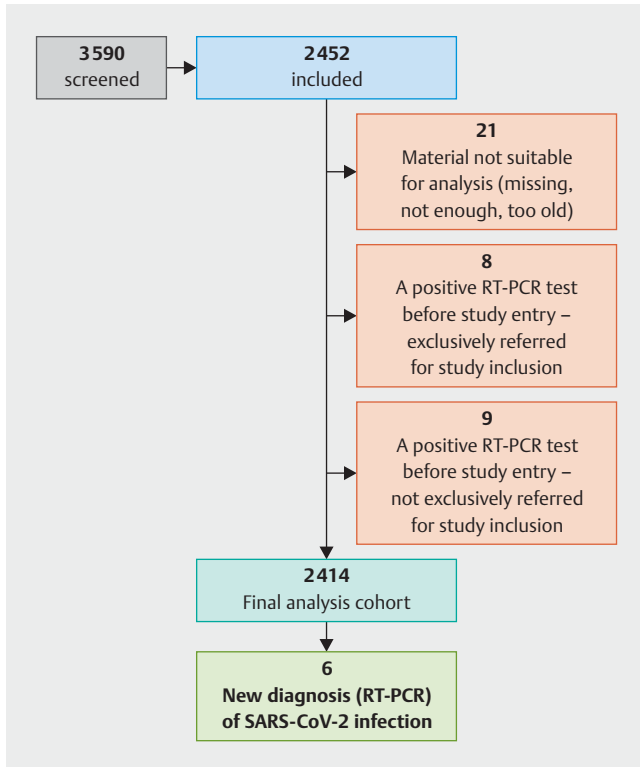 3590
screened
2452
included
21
Material not suitable
for analysis (missing,
not enough, too old)
8
A positive RT-PCR test
before study entry –
exclusively referred
for study inclusion
9
A positive RT-PCR test
before study entry –
not exclusively referred
for study inclusion
2414
Final analysis cohort
6
New diagnosis (RT-PCR)
of SARS-CoV-2 infection